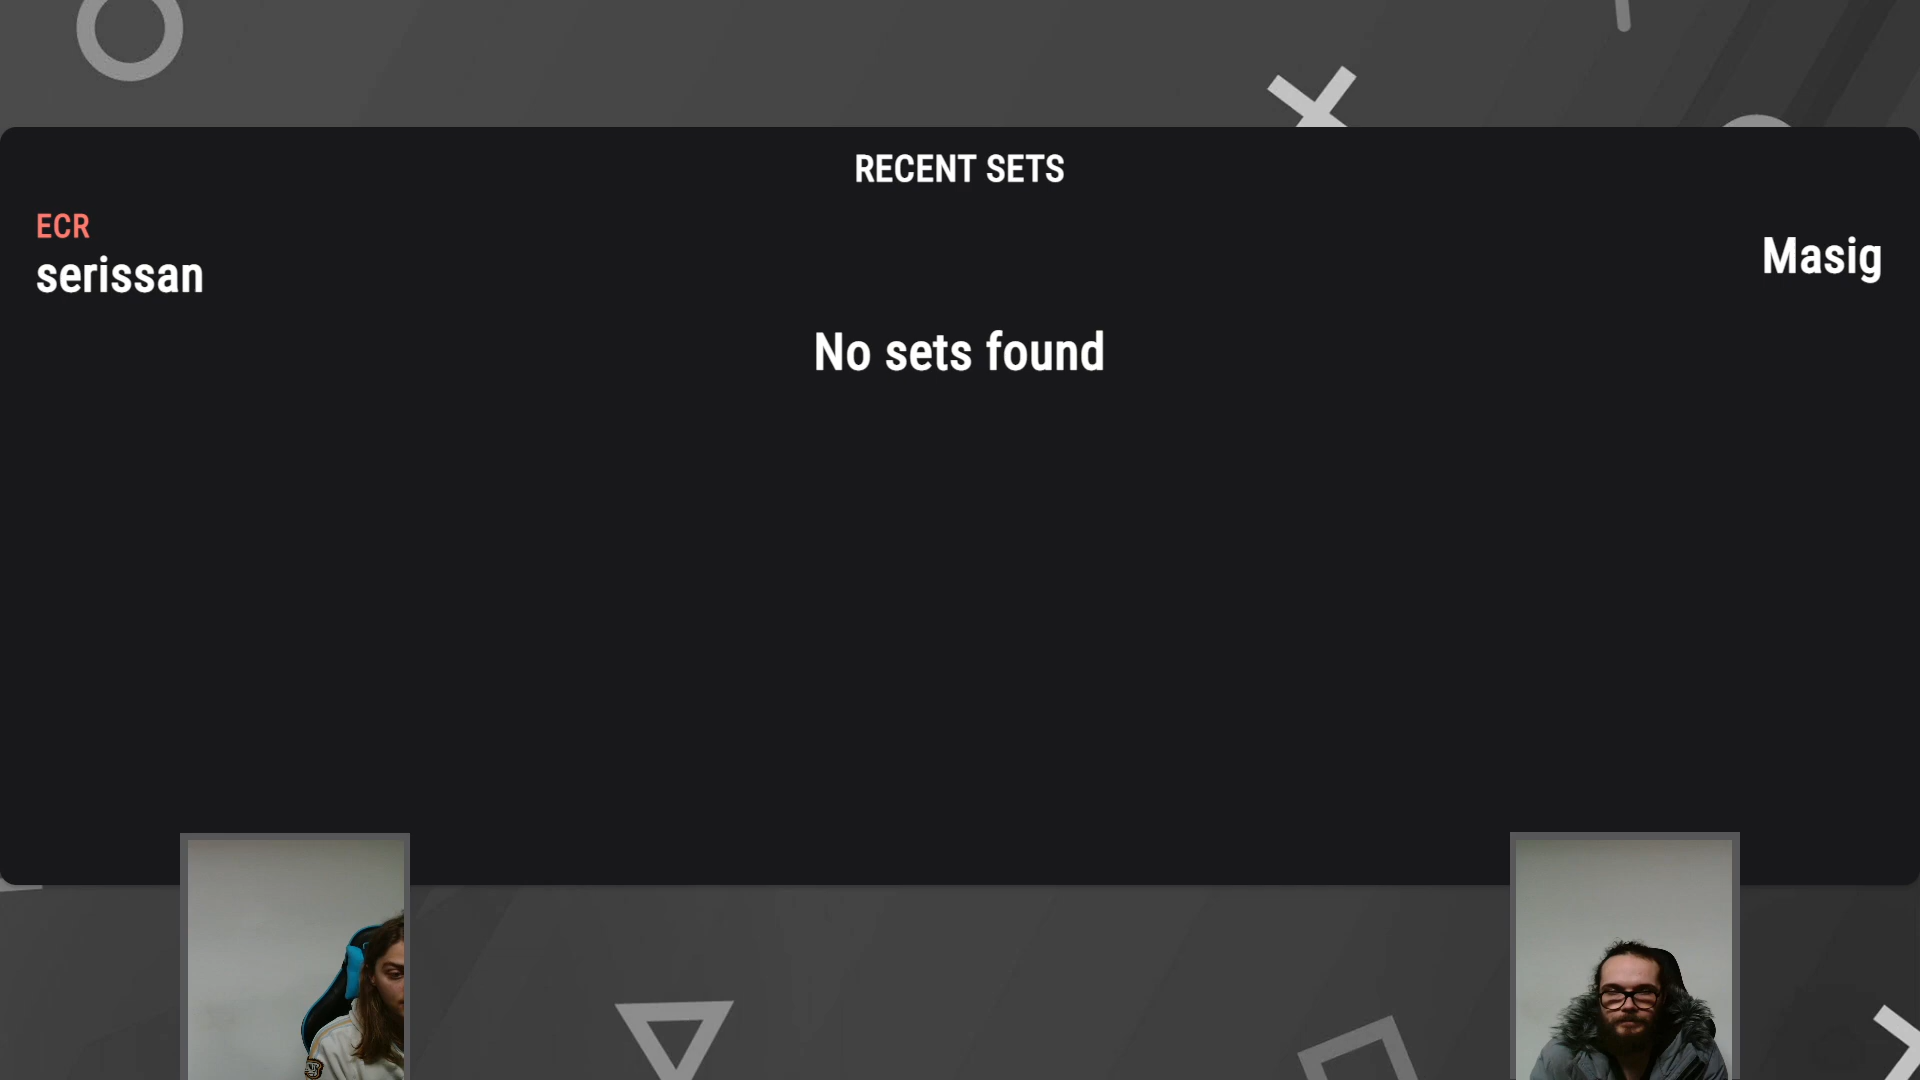 RECENT SETS
ECR
serissan
Masig
No sets found